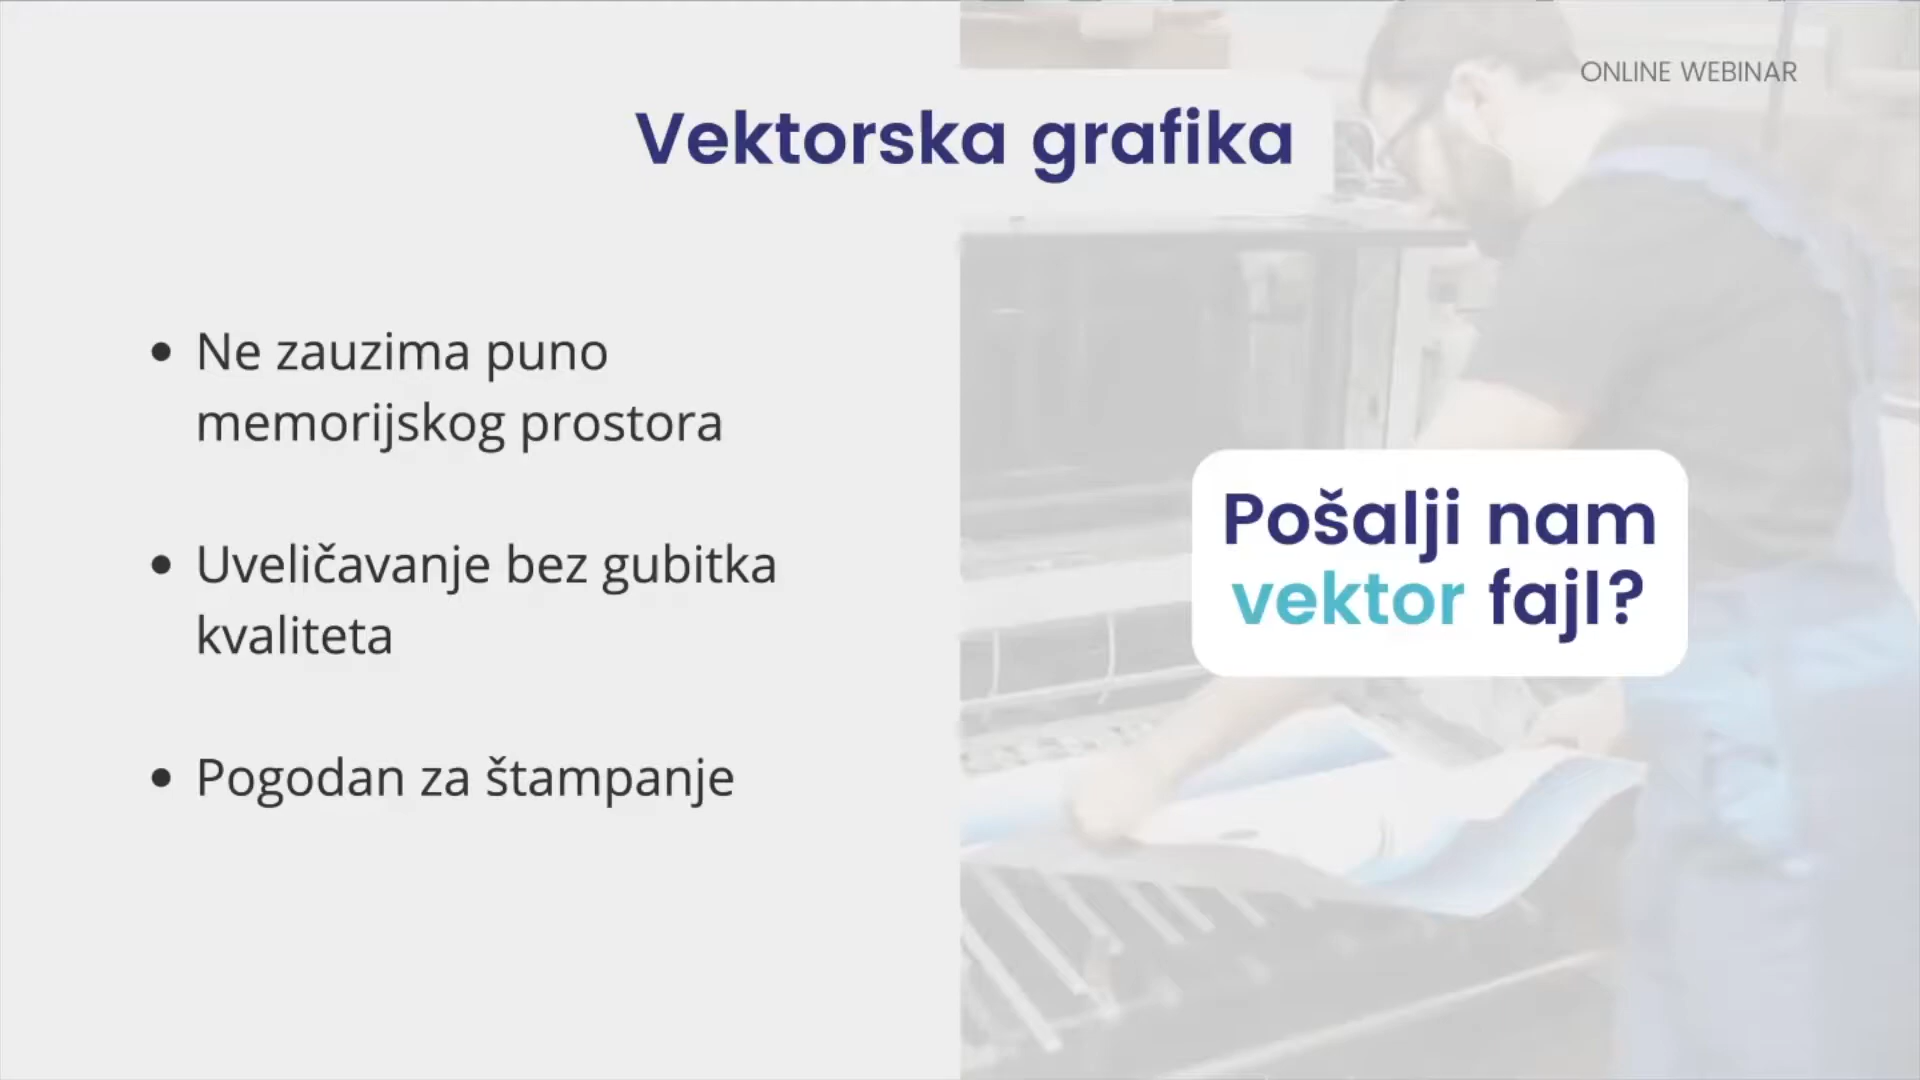 ONLINE WEBINAR
Vektorska grafika
• Ne zauzima puno
memorijskog prostora
• Uveličavanje bez gubitka
kvaliteta
• Pogodan za štampanje
Pošalji nam
vektor fajl?